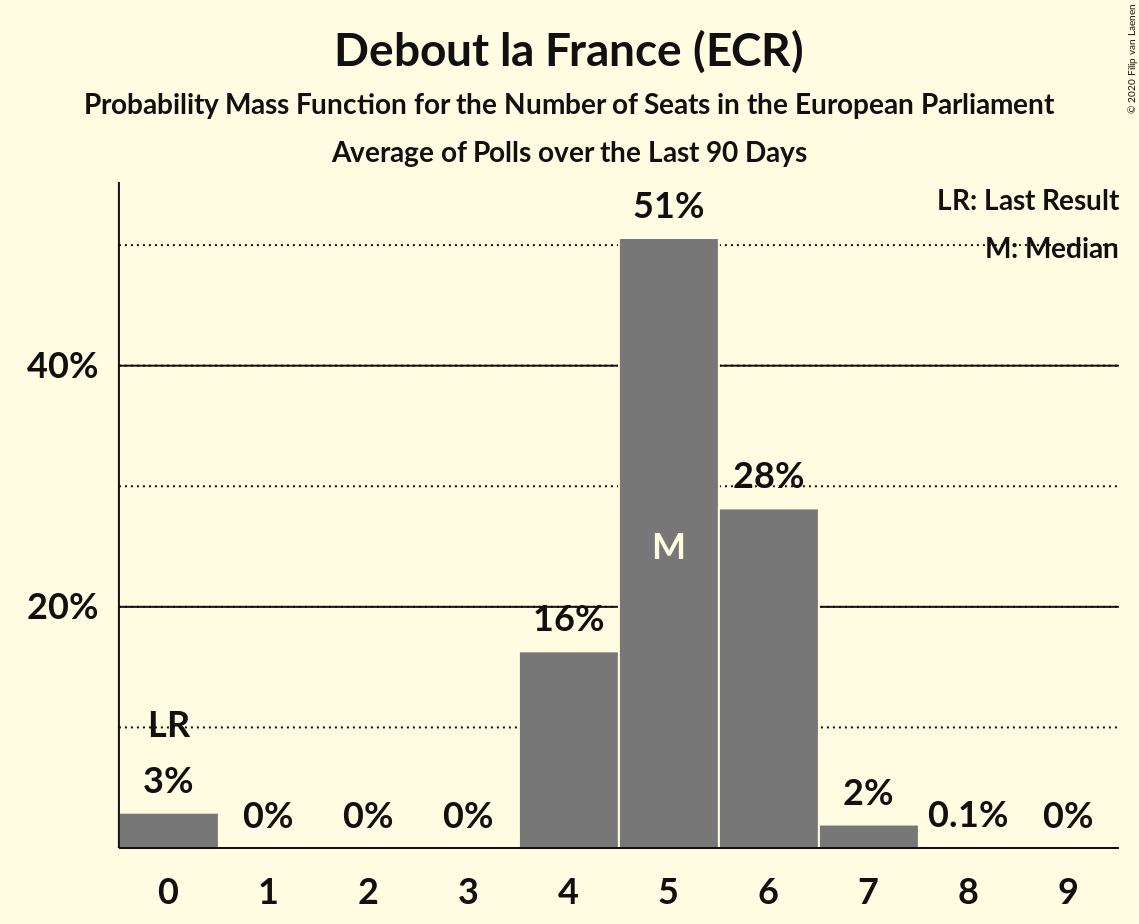 Debout la France (ECR)
Probability Mass Function for the Number of Seats in the European Parliament
Average of Polls over the Last 90 Days
© 2020 Filip van Laenen
LR: Last Result
M: Median
51%
40%
28%
M
20%
16%
LR
3%
0%
0%
0%
2%
0.1%
0%
0 1 2 3 4 5 6 7 8 9